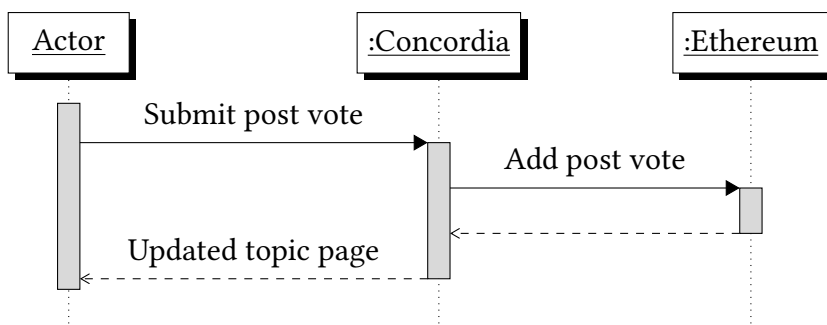 Actor
:Concordia
:Ethereum
Submit post vote
Add post vote
Updated topic page